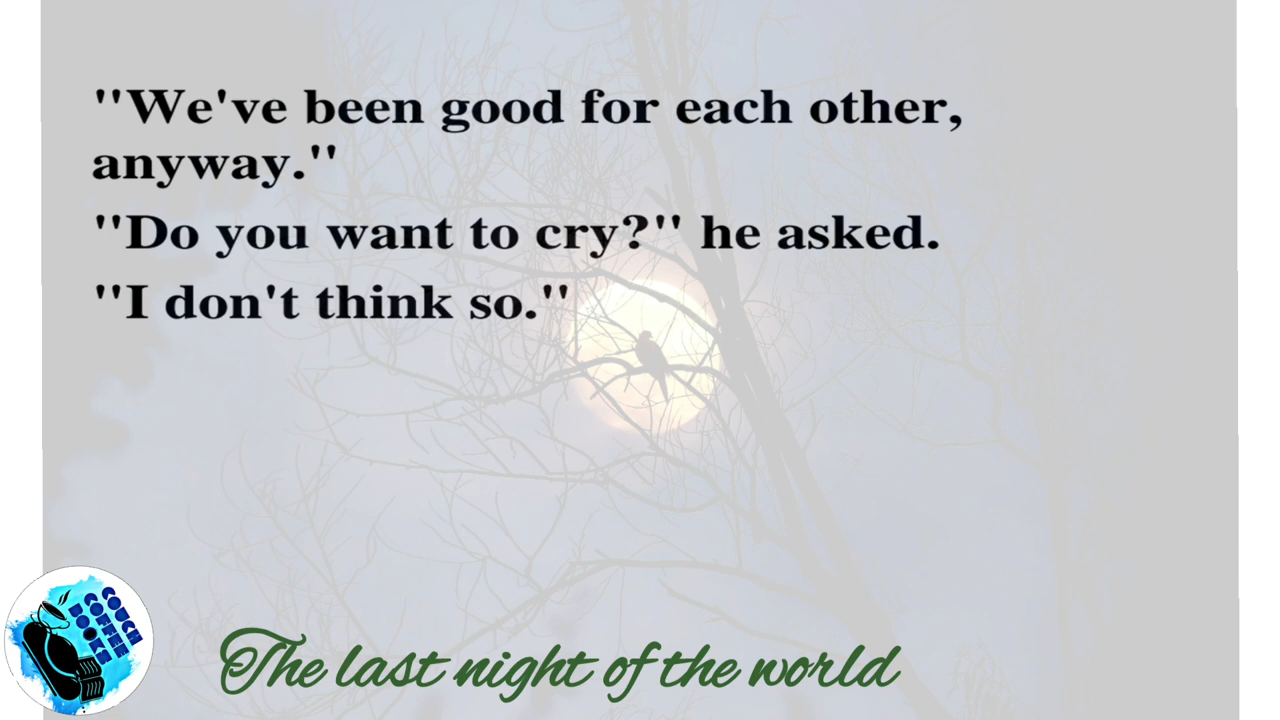 "We've been good for each other,
anyway."
"Do you want to cry?" he asked.
"I don't think so."
COUCH
COFFEE
BOOKS
The last night of the world